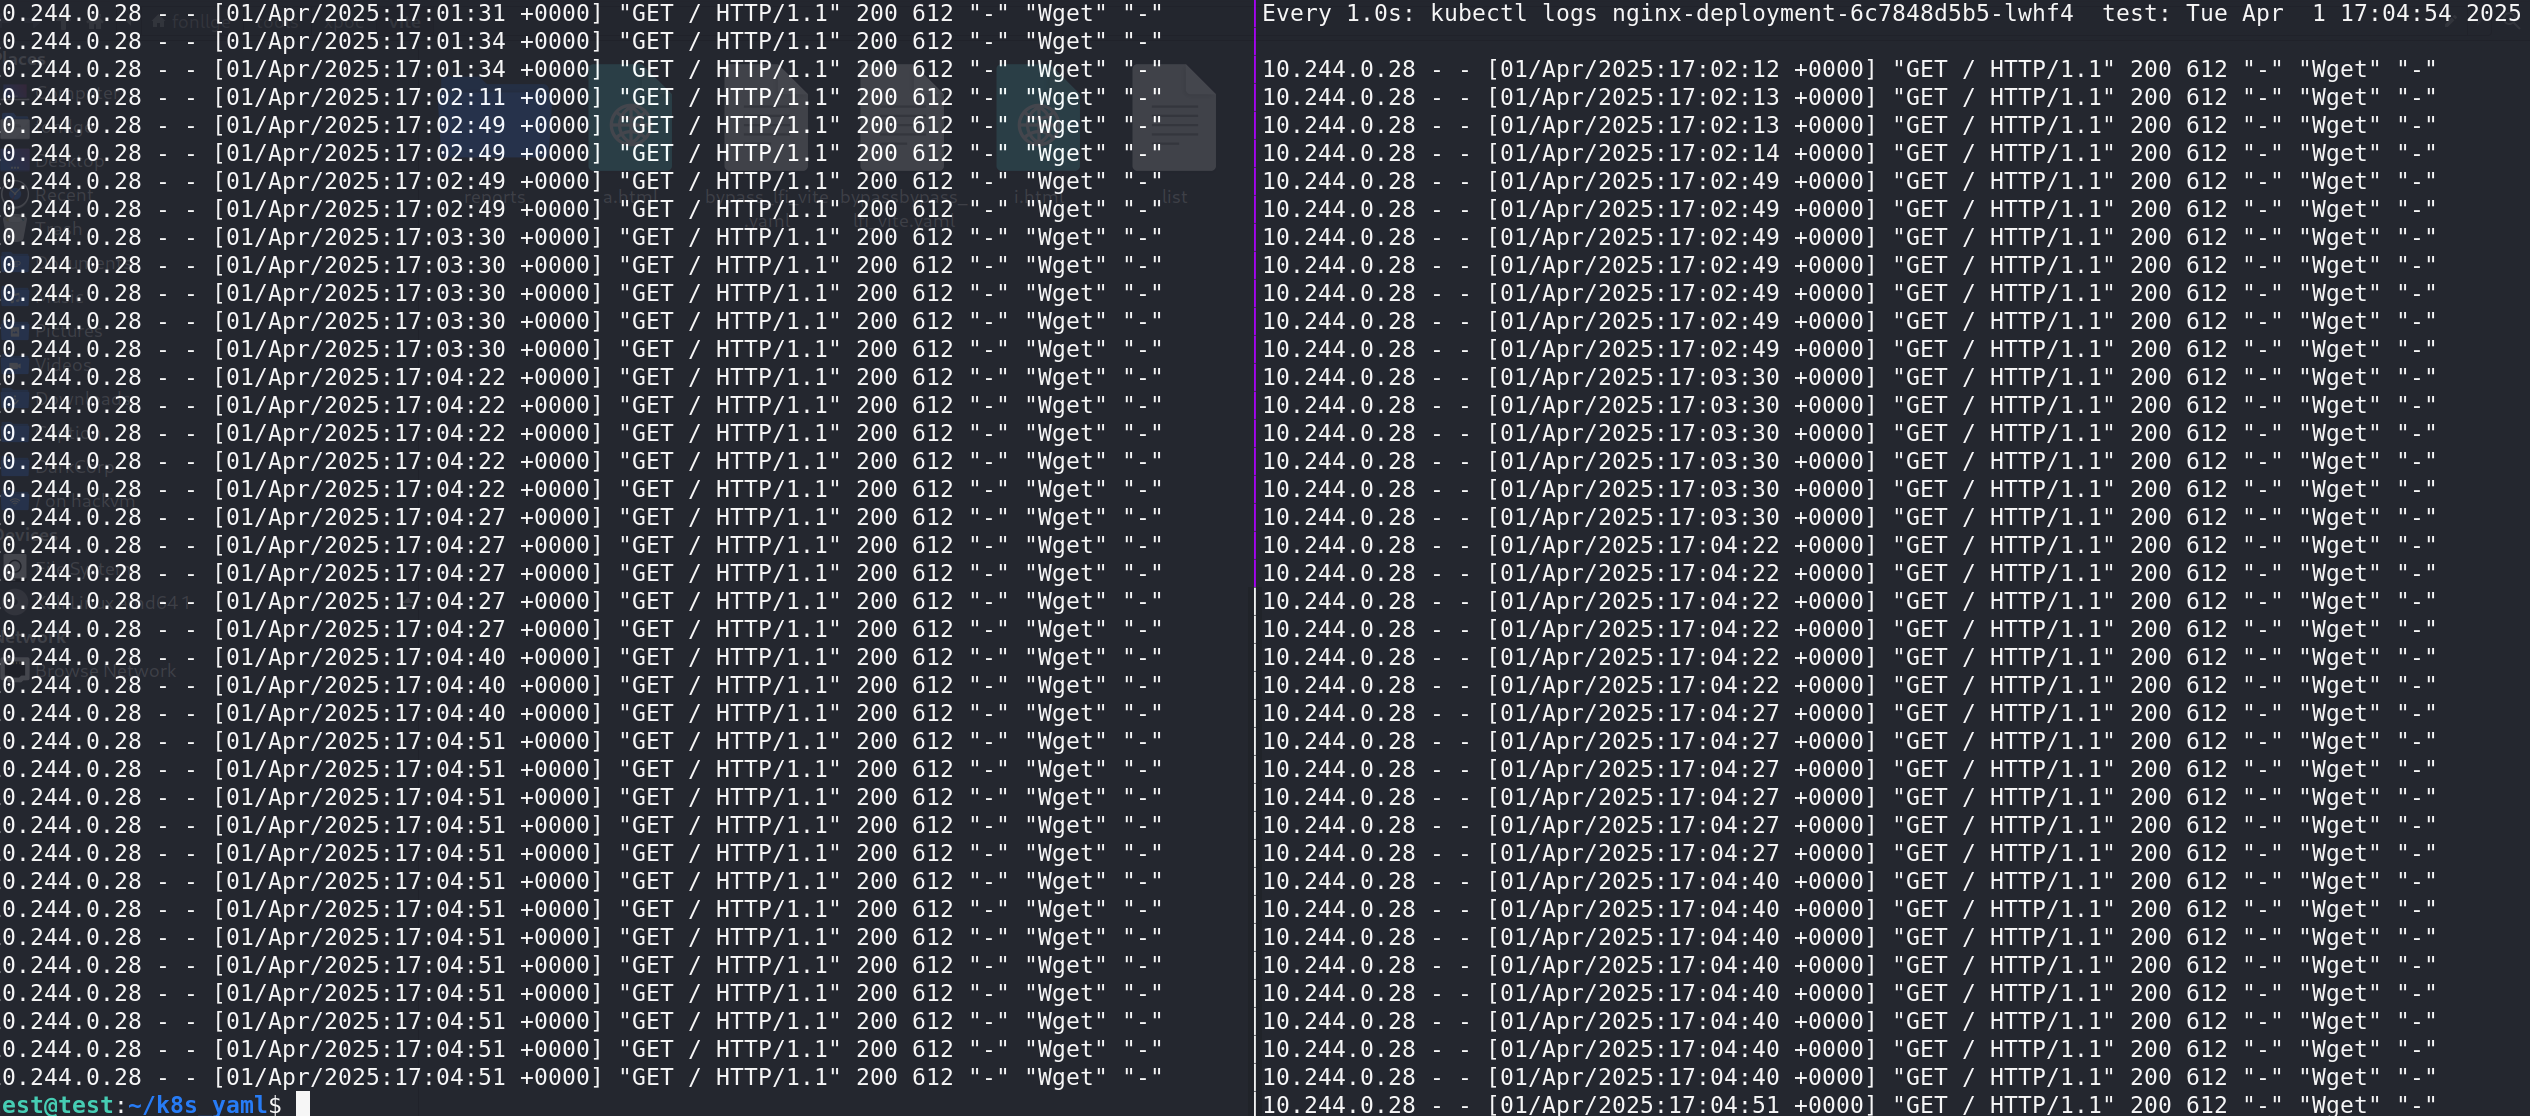 0.244.0.28 - - [01/Apr/2025:17:01:31 +0000] "GET / HTTP/1.1" 200 612 "-" "Wget" "-"
0.244.0.28 - - [01/Apr/2025:17:01:34 +0000] "GET / HTTP/1.1" 200 612 "-" "Wget" "-"
0.244.0.28 - - [01/Apr/2025:17:01:34 +0000] "GET / HTTP/1.1" 200 612 "-" "Wget" "-"
0.244.0.28 - - [01/Apr/2025:17:02:11 +0000] "GET / HTTP/1.1" 200 612 "-" "Wget" "-"
0.244.0.28 - - [01/Apr/2025:17:02:49 +0000] "GET / HTTP/1.1" 200 612 "-" "Wget" "-"
0.244.0.28 - - [01/Apr/2025:17:02:49 +0000] "GET / HTTP/1.1" 200 612 "-" "Wget" "-"
0.244.0.28 - - [01/Apr/2025:17:02:49 +0000] "GET / HTTP/1.1" 200 612 "-" "Wget" "-"
0.244.0.28 - - [01/Apr/2025:17:02:49 +0000] "GET / HTTP/1.1" 200 612 "-" "Wget" "-"
0.244.0.28 - - [01/Apr/2025:17:03:30 +0000] "GET / HTTP/1.1" 200 612 "-" "Wget" "-"
0.244.0.28 - - [01/Apr/2025:17:03:30 +0000] "GET / HTTP/1.1" 200 612 "-" "Wget" "-"
0.244.0.28 - - [01/Apr/2025:17:03:30 +0000] "GET / HTTP/1.1" 200 612 "-" "Wget" "-"
0.244.0.28 - - [01/Apr/2025:17:03:30 +0000] "GET / HTTP/1.1" 200 612 "-" "Wget" "-"
0.244.0.28 - - [01/Apr/2025:17:03:30 +0000] "GET / HTTP/1.1" 200 612 "-" "Wget" "-"
0.244.0.28 - - [01/Apr/2025:17:04:22 +0000] "GET / HTTP/1.1" 200 612 "-" "Wget" "-"
0.244.0.28 - - [01/Apr/2025:17:04:22 +0000] "GET / HTTP/1.1" 200 612 "-" "Wget" "-"
0.244.0.28 - - [01/Apr/2025:17:04:22 +0000] "GET / HTTP/1.1" 200 612 "-" "Wget" "-"
0.244.0.28 - - [01/Apr/2025:17:04:22 +0000] "GET / HTTP/1.1" 200 612 "-" "Wget" "-"
0.244.0.28 - - [01/Apr/2025:17:04:22 +0000] "GET / HTTP/1.1" 200 612 "-" "Wget" "-"
0.244.0.28 - - [01/Apr/2025:17:04:27 +0000] "GET / HTTP/1.1" 200 612 "-" "Wget" "-"
0.244.0.28 - - [01/Apr/2025:17:04:27 +0000] "GET / HTTP/1.1" 200 612 "-" "Wget" "-"
0.244.0.28 - - [01/Apr/2025:17:04:27 +0000] "GET / HTTP/1.1" 200 612 "-" "Wget" "-"
0.244.0.28 - - [01/Apr/2025:17:04:27 +0000] "GET / HTTP/1.1" 200 612 "-" "Wget" "-"
0.244.0.28 - - [01/Apr/2025:17:04:27 +0000] "GET / HTTP/1.1" 200 612 "-" "Wget" "-"
0.244.0.28 - - [01/Apr/2025:17:04:40 +0000] "GET / HTTP/1.1" 200 612 "-" "Wget" "-"
0.244.0.28 - - [01/Apr/2025:17:04:40 +0000] "GET / HTTP/1.1" 200 612 "-" "Wget" "-"
0.244.0.28 - - [01/Apr/2025:17:04:40 +0000] "GET / HTTP/1.1" 200 612 "-" "Wget" "-"
0.244.0.28 - - [01/Apr/2025:17:04:51 +0000] "GET / HTTP/1.1" 200 612 "-" "Wget" "-"
0.244.0.28 - - [01/Apr/2025:17:04:51 +0000] "GET / HTTP/1.1" 200 612 "-" "Wget" "-"
0.244.0.28 - - [01/Apr/2025:17:04:51 +0000] "GET / HTTP/1.1" 200 612 "-" "Wget" "-"
0.244.0.28 - - [01/Apr/2025:17:04:51 +0000] "GET / HTTP/1.1" 200 612 "-" "Wget" "-"
0.244.0.28 - - [01/Apr/2025:17:04:51 +0000] "GET / HTTP/1.1" 200 612 "-" "Wget" "-"
0.244.0.28 - - [01/Apr/2025:17:04:51 +0000] "GET / HTTP/1.1" 200 612 "-" "Wget" "-"
0.244.0.28 - - [01/Apr/2025:17:04:51 +0000] "GET / HTTP/1.1" 200 612 "-" "Wget" "-"
0.244.0.28 - - [01/Apr/2025:17:04:51 +0000] "GET / HTTP/1.1" 200 612 "-" "Wget" "-"
0.244.0.28 - - [01/Apr/2025:17:04:51 +0000] "GET / HTTP/1.1" 200 612 "-" "Wget" "-"
0.244.0.28 - - [01/Apr/2025:17:04:51 +0000] "GET / HTTP/1.1" 200 612 "-" "Wget" "-"
0.244.0.28 - - [01/Apr/2025:17:04:51 +0000] "GET / HTTP/1.1" 200 612 "-" "Wget" "-"
0.244.0.28 - - [01/Apr/2025:17:04:51 +0000] "GET / HTTP/1.1" 200 612 "-" "Wget" "-"
0.244.0.28 - - [01/Apr/2025:17:04:51 +0000] "GET / HTTP/1.1" 200 612 "-" "Wget" "-"
est@test:~/k8s_yaml$
Every 1.0s: kubectl logs nginx-deployment-6c7848d5b5-lwhf4  test: Tue Apr  1 17:04:54 2025
10.244.0.28 - - [01/Apr/2025:17:02:12 +0000] "GET / HTTP/1.1" 200 612 "-" "Wget" "-"
10.244.0.28 - - [01/Apr/2025:17:02:13 +0000] "GET / HTTP/1.1" 200 612 "-" "Wget" "-"
10.244.0.28 - - [01/Apr/2025:17:02:13 +0000] "GET / HTTP/1.1" 200 612 "-" "Wget" "-"
10.244.0.28 - - [01/Apr/2025:17:02:14 +0000] "GET / HTTP/1.1" 200 612 "-" "Wget" "-"
10.244.0.28 - - [01/Apr/2025:17:02:49 +0000] "GET / HTTP/1.1" 200 612 "-" "Wget" "-"
10.244.0.28 - - [01/Apr/2025:17:02:49 +0000] "GET / HTTP/1.1" 200 612 "-" "Wget" "-"
10.244.0.28 - - [01/Apr/2025:17:02:49 +0000] "GET / HTTP/1.1" 200 612 "-" "Wget" "-"
10.244.0.28 - - [01/Apr/2025:17:02:49 +0000] "GET / HTTP/1.1" 200 612 "-" "Wget" "-"
10.244.0.28 - - [01/Apr/2025:17:02:49 +0000] "GET / HTTP/1.1" 200 612 "-" "Wget" "-"
10.244.0.28 - - [01/Apr/2025:17:02:49 +0000] "GET / HTTP/1.1" 200 612 "-" "Wget" "-"
10.244.0.28 - - [01/Apr/2025:17:02:49 +0000] "GET / HTTP/1.1" 200 612 "-" "Wget" "-"
10.244.0.28 - - [01/Apr/2025:17:03:30 +0000] "GET / HTTP/1.1" 200 612 "-" "Wget" "-"
10.244.0.28 - - [01/Apr/2025:17:03:30 +0000] "GET / HTTP/1.1" 200 612 "-" "Wget" "-"
10.244.0.28 - - [01/Apr/2025:17:03:30 +0000] "GET / HTTP/1.1" 200 612 "-" "Wget" "-"
10.244.0.28 - - [01/Apr/2025:17:03:30 +0000] "GET / HTTP/1.1" 200 612 "-" "Wget" "-"
10.244.0.28 - - [01/Apr/2025:17:03:30 +0000] "GET / HTTP/1.1" 200 612 "-" "Wget" "-"
10.244.0.28 - - [01/Apr/2025:17:03:30 +0000] "GET / HTTP/1.1" 200 612 "-" "Wget" "-"
10.244.0.28 - - [01/Apr/2025:17:04:22 +0000] "GET / HTTP/1.1" 200 612 "-" "Wget" "-"
10.244.0.28 - - [01/Apr/2025:17:04:22 +0000] "GET / HTTP/1.1" 200 612 "-" "Wget" "-"
10.244.0.28 - - [01/Apr/2025:17:04:22 +0000] "GET / HTTP/1.1" 200 612 "-" "Wget" "-"
10.244.0.28 - - [01/Apr/2025:17:04:22 +0000] "GET / HTTP/1.1" 200 612 "-" "Wget" "-"
10.244.0.28 - - [01/Apr/2025:17:04:22 +0000] "GET / HTTP/1.1" 200 612 "-" "Wget" "-"
10.244.0.28 - - [01/Apr/2025:17:04:22 +0000] "GET / HTTP/1.1" 200 612 "-" "Wget" "-"
10.244.0.28 - - [01/Apr/2025:17:04:27 +0000] "GET / HTTP/1.1" 200 612 "-" "Wget" "-"
10.244.0.28 - - [01/Apr/2025:17:04:27 +0000] "GET / HTTP/1.1" 200 612 "-" "Wget" "-"
10.244.0.28 - - [01/Apr/2025:17:04:27 +0000] "GET / HTTP/1.1" 200 612 "-" "Wget" "-"
10.244.0.28 - - [01/Apr/2025:17:04:27 +0000] "GET / HTTP/1.1" 200 612 "-" "Wget" "-"
10.244.0.28 - - [01/Apr/2025:17:04:27 +0000] "GET / HTTP/1.1" 200 612 "-" "Wget" "-"
10.244.0.28 - - [01/Apr/2025:17:04:27 +0000] "GET / HTTP/1.1" 200 612 "-" "Wget" "-"
10.244.0.28 - - [01/Apr/2025:17:04:40 +0000] "GET / HTTP/1.1" 200 612 "-" "Wget" "-"
10.244.0.28 - - [01/Apr/2025:17:04:40 +0000] "GET / HTTP/1.1" 200 612 "-" "Wget" "-"
10.244.0.28 - - [01/Apr/2025:17:04:40 +0000] "GET / HTTP/1.1" 200 612 "-" "Wget" "-"
10.244.0.28 - - [01/Apr/2025:17:04:40 +0000] "GET / HTTP/1.1" 200 612 "-" "Wget" "-"
10.244.0.28 - - [01/Apr/2025:17:04:40 +0000] "GET / HTTP/1.1" 200 612 "-" "Wget" "-"
10.244.0.28 - - [01/Apr/2025:17:04:40 +0000] "GET / HTTP/1.1" 200 612 "-" "Wget" "-"
10.244.0.28 - - [01/Apr/2025:17:04:40 +0000] "GET / HTTP/1.1" 200 612 "-" "Wget" "-"
10.244.0.28 - - [01/Apr/2025:17:04:40 +0000] "GET / HTTP/1.1" 200 612 "-" "Wget" "-"
10.244.0.28 - - [01/Apr/2025:17:04:51 +0000] "GET / HTTP/1.1" 200 612 "-" "Wget" "-"
reports
a.html
i.html
list
Recent
Trash
Pictures
Videos
Browse Network